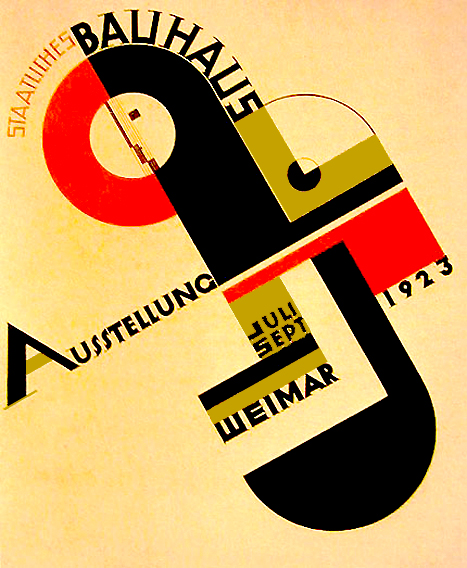 STAATLICHES
BAUHAUS
AUSSTELLUNG
1923
JULI
SEPT
WEIMAR